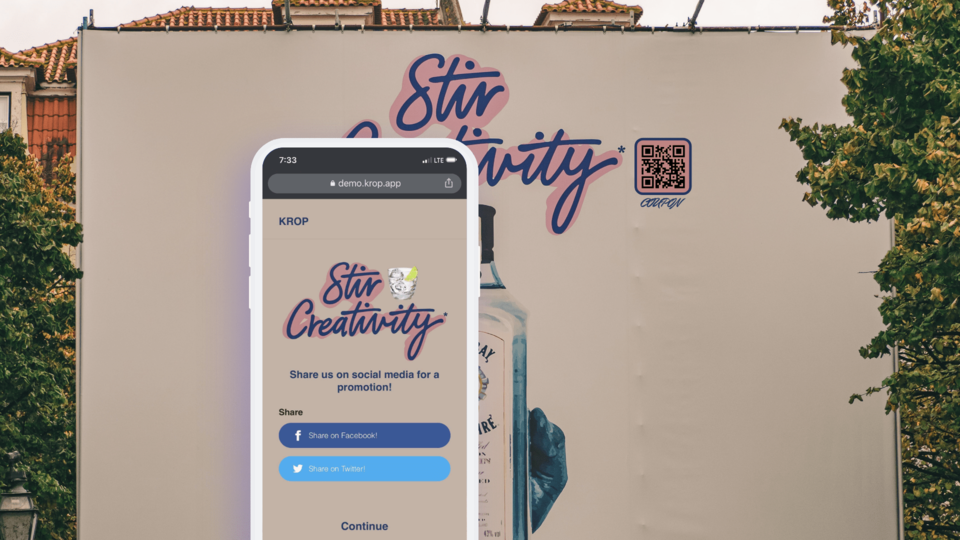 Stir
tivity*
COUPON
7:33
LTE
demo.krop.app
KROP
Stir
Creativity*
Share us on social media for a
promotion!
Share
Share on Facebook!
Share on Twitter!
Continue